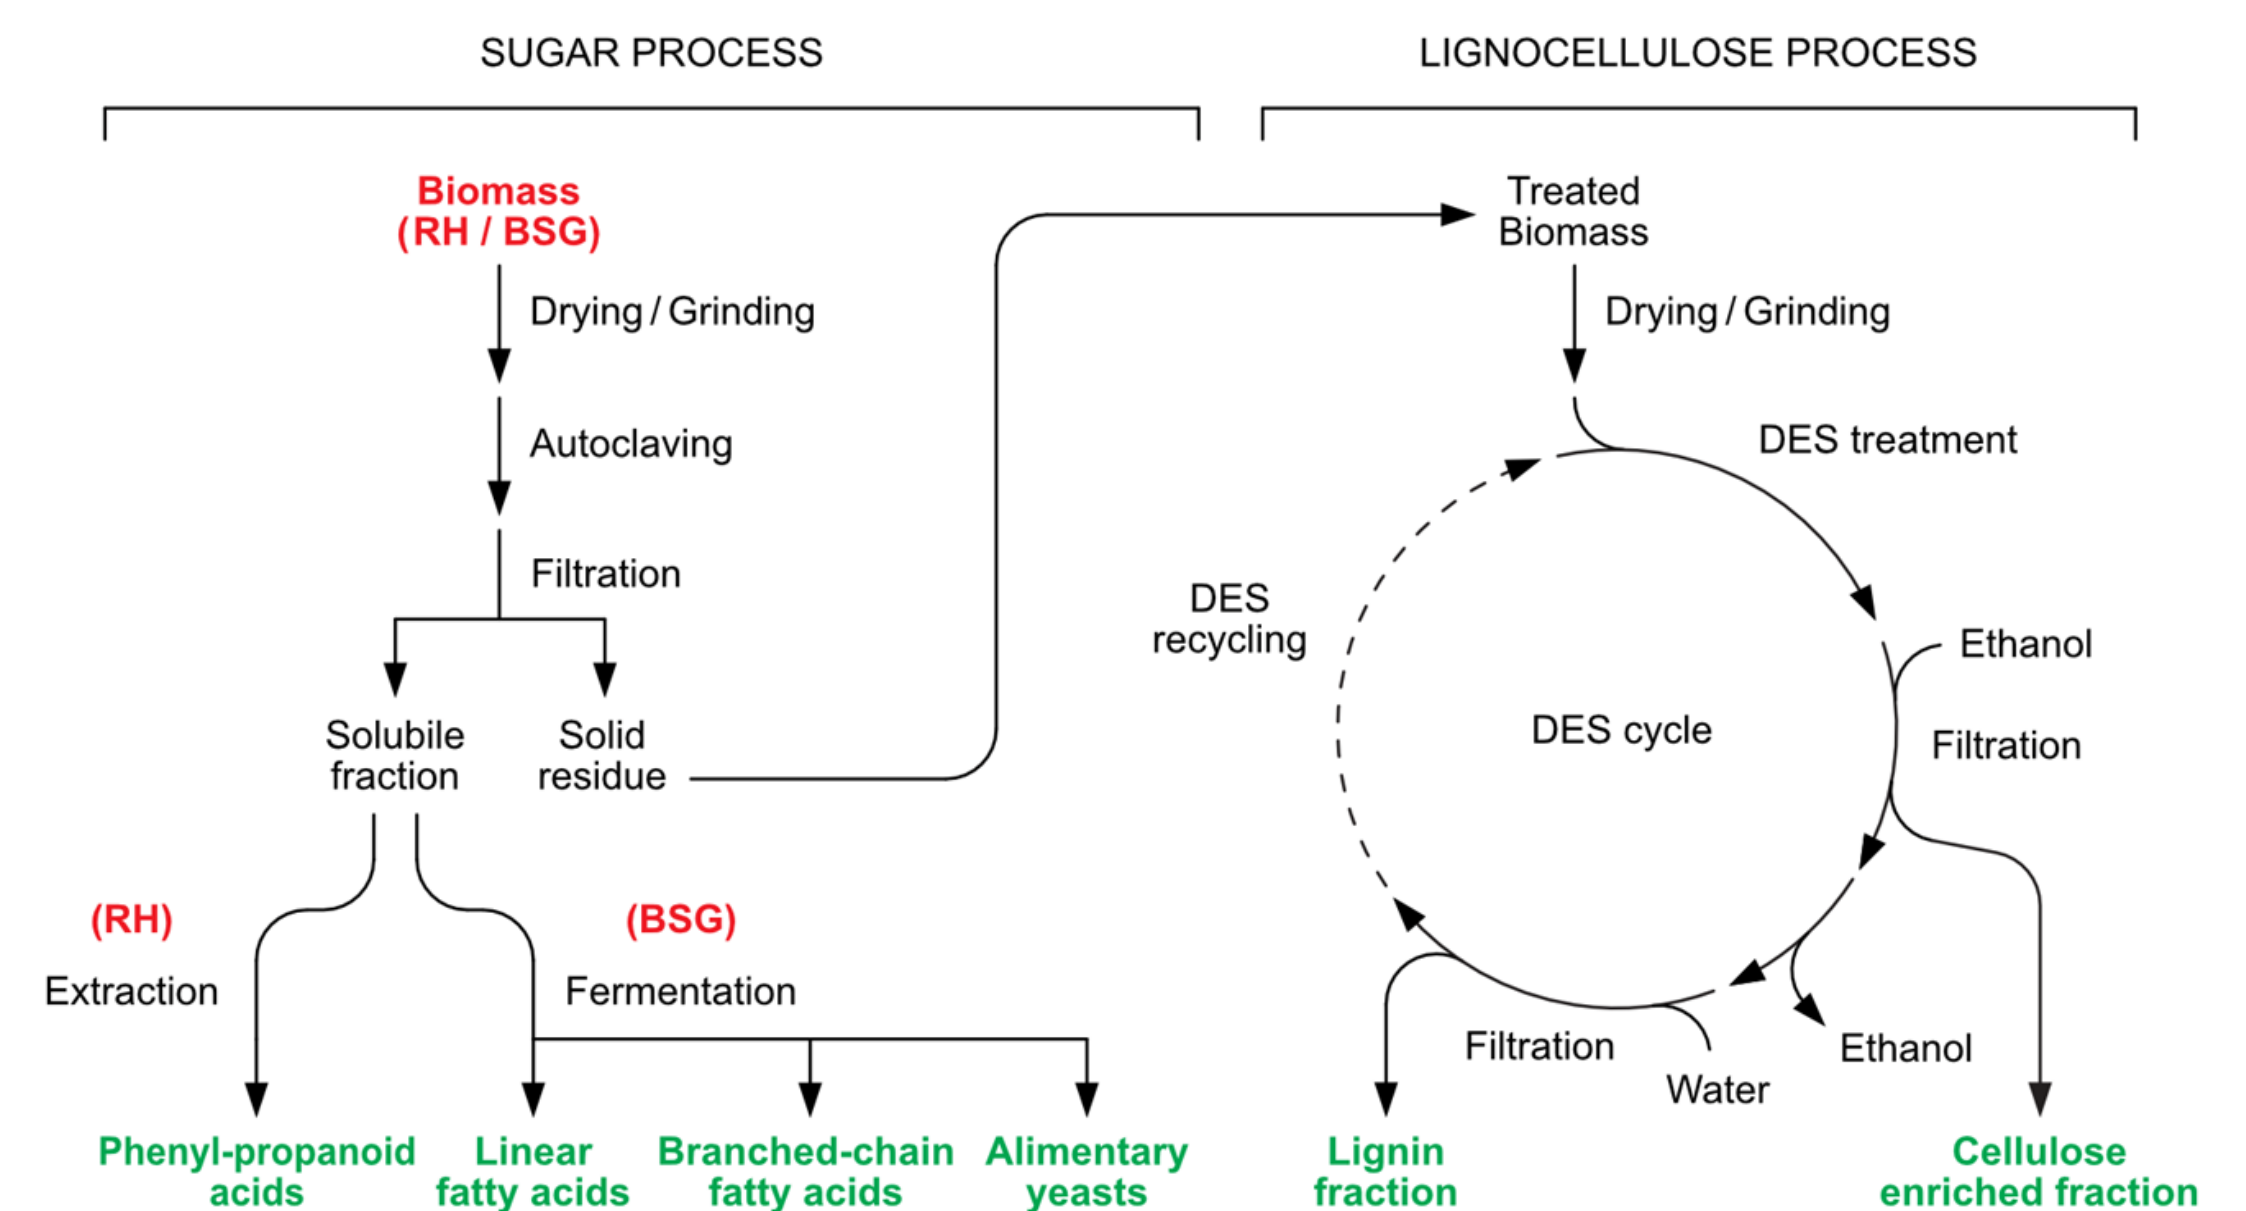 SUGAR PROCESS
LIGNOCELLULOSE PROCESS
Biomass
(RH / BSG)
Drying / Grinding
Autoclaving
Filtration
Solubile
fraction
Solid
residue
(RH)
Extraction
(BSG)
Fermentation
Phenyl-propanoid
acids
Linear
fatty acids
Branched-chain
fatty acids
Alimentary
yeasts
Treated
Biomass
Drying / Grinding
DES treatment
DES
recycling
DES cycle
Ethanol
Filtration
Ethanol
Water
Filtration
Lignin
fraction
Cellulose
enriched fraction